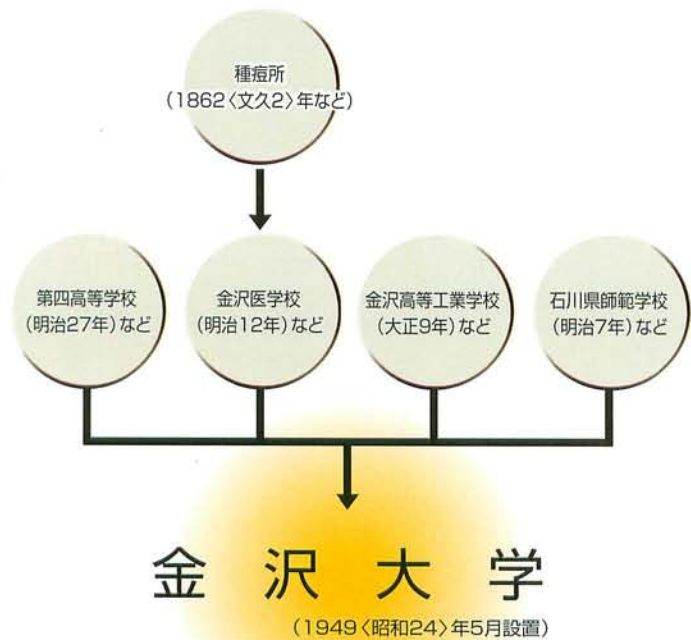 種痘所
(1862〈文久2〉年など)
第四高等学校
(明治27年)など
金沢医学校
(明治12年)など
金沢高等工業学校
(大正9年)など
石川県師範学校
(明治7年)など
金沢大学
(1949〈昭和24〉年5月設置)